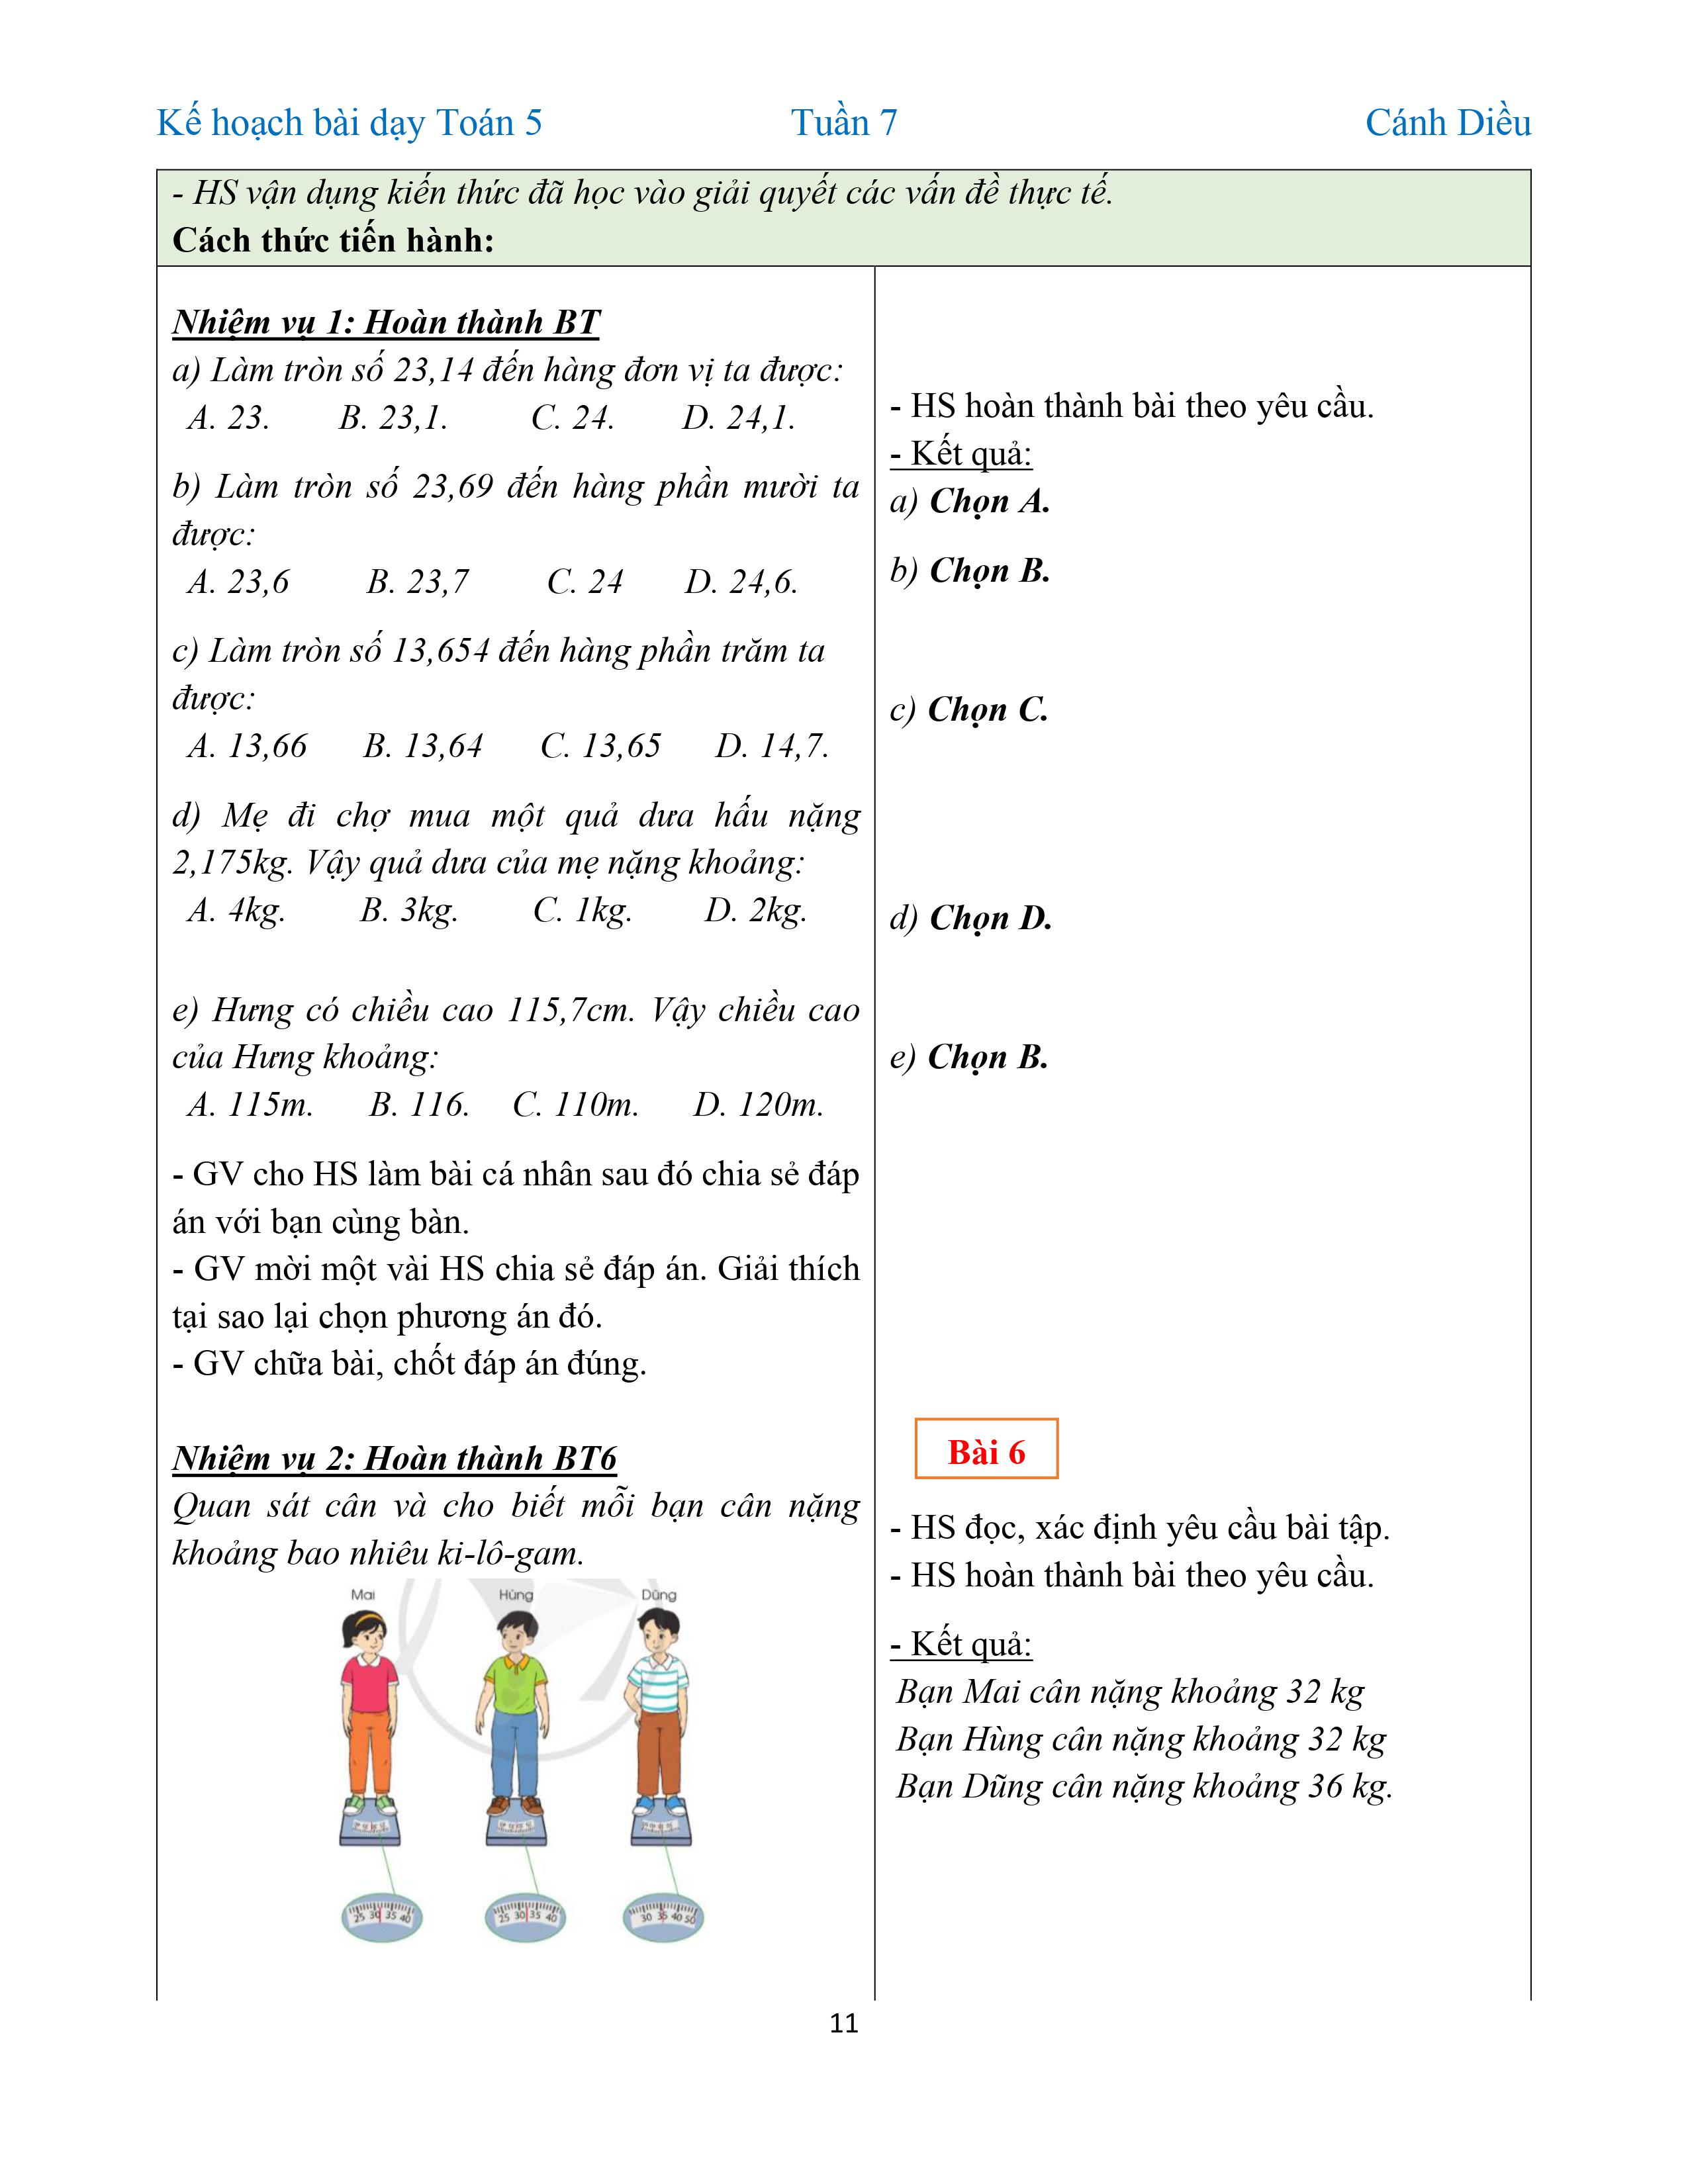 Kế hoạch bài dạy Toán 5 Tuần 7 Cánh Diều
- HS vận dụng kiến thức đã học vào giải quyết các vấn đề thực tế.
Cách thức tiến hành:
Nhiệm vụ 1: Hoàn thành BT
a) Làm tròn số 23,14 đến hàng đơn vị ta được:
A. 23. B. 23,1. C. 24. D. 24,1.
b) Làm tròn số 23,69 đến hàng phần mười ta
được:
A. 23,6 B. 23,7 C. 24 D. 24,6.
c) Làm tròn số 13,654 đến hàng phần trăm ta
được:
A. 13,66 B. 13,64 C. 13,65 D. 14,7.
d) Mẹ đi chợ mua một quả dưa hấu nặng
2,175kg. Vậy quả dưa của mẹ nặng khoảng:
A. 4kg. B. 3kg. C. 1kg. D. 2kg.
e) Hưng có chiều cao 115,7cm. Vậy chiều cao
của Hưng khoảng:
A. 115m. B. 116. C. 110m. D. 120m.
- GV cho HS làm bài cá nhân sau đó chia sẻ đáp
án với bạn cùng bàn.
- GV mời một vài HS chia sẻ đáp án. Giải thích
tại sao lại chọn phương án đó.
- GV chữa bài, chốt đáp án đúng.
Nhiệm vụ 2: Hoàn thành BT6
Quan sát cân và cho biết mỗi bạn cân nặng
khoảng bao nhiêu ki-lô-gam.
Mai Hùng Dũng
25 30 35 40
25 30 35 40
30 35 40 50
- HS hoàn thành bài theo yêu cầu.
- Kết quả:
a) Chọn A.
b) Chọn B.
c) Chọn C.
d) Chọn D.
e) Chọn B.
Bài 6
- HS đọc, xác định yêu cầu bài tập.
- HS hoàn thành bài theo yêu cầu.
- Kết quả:
Bạn Mai cân nặng khoảng 32 kg
Bạn Hùng cân nặng khoảng 32 kg
Bạn Dũng cân nặng khoảng 36 kg.
11